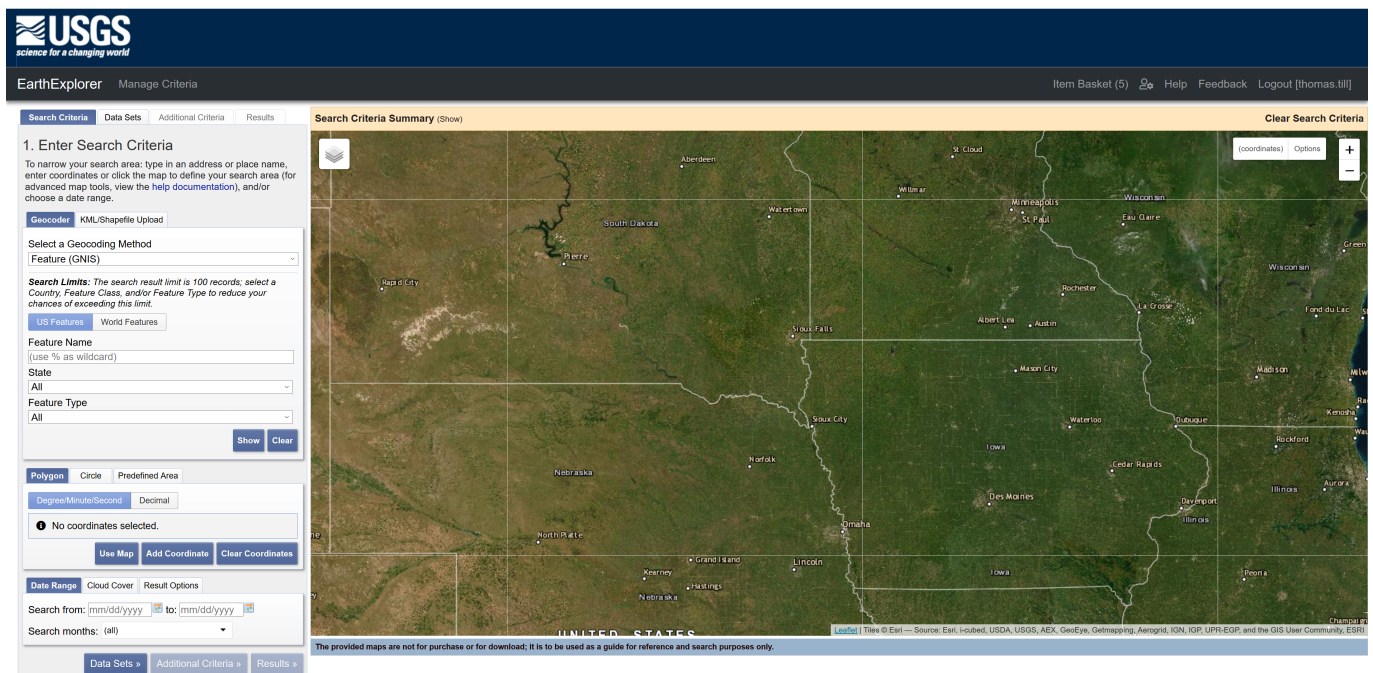 USGS
science for a changing world
EarthExplorer Manage Criteria
Item Basket (5) Help Feedback Logout [thomas.till]
Search Criteria Data Sets Additional Criteria Results
1. Enter Search Criteria
To narrow your search area: type in an address or place name,
enter coordinates or click the map to define your search area (for
advanced map tools, view the help documentation), and/or
choose a date range.
Geocoder KML/Shapefile Upload
Select a Geocoding Method
Feature (GNIS)
Search Limits: The search result limit is 100 records; select a
Country, Feature Class, and/or Feature Type to reduce your
chances of exceeding this limit.
US Features World Features
Feature Name
(use % as wildcard)
State
All
Feature Type
All
Show Clear
Polygon Circle Predefined Area
Degree/Minute/Second Decimal
No coordinates selected.
Use Map Add Coordinate Clear Coordinates
Date Range Cloud Cover Result Options
Search from: mm/dd/yyyy to: mm/dd/yyyy
Search months: (all)
Data Sets » Additional Criteria » Results »
Search Criteria Summary (Show) Clear Search Criteria
(coordinates) Options +
−
St Cloud
Aberdeen
Willmar
Wisconsin
Minneapolis
Watertown
St Paul
Eau Claire
South Dakota
Green
Pierre
Wisconsin
Rapid City
Rochester
La Crosse
Fond du Lac
Albert Lea
Austin
Sioux Falls
Mason City
Madison
Milw
Ra
Kenosha
Sioux City
Waterloo
Dubuque
Wau
Rockford
Iowa
Norfolk
Cedar Rapids
Nebraska
Aurora
Illinois
Des Moines
Davenport
Illinois
Omaha
North Platte
ne
Grand Island
Lincoln
Kearney
Iowa
Peoria
Hastings
ey
Nebraska
Champaign
UNITED STATES
Leaflet | Tiles © Esri — Source: Esri, i-cubed, USDA, USGS, AEX, GeoEye, Getmapping, Aerogrid, IGN, IGP, UPR-EGP, and the GIS User Community, ESRI
The provided maps are not for purchase or for download; it is to be used as a guide for reference and search purposes only.